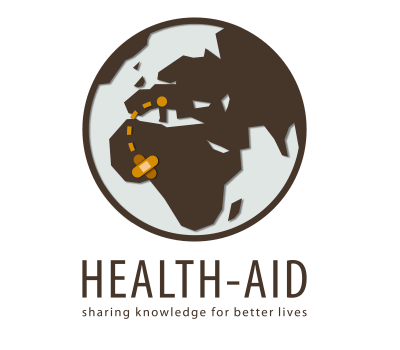 HEALTH-AID
sharing knowledge for better lives